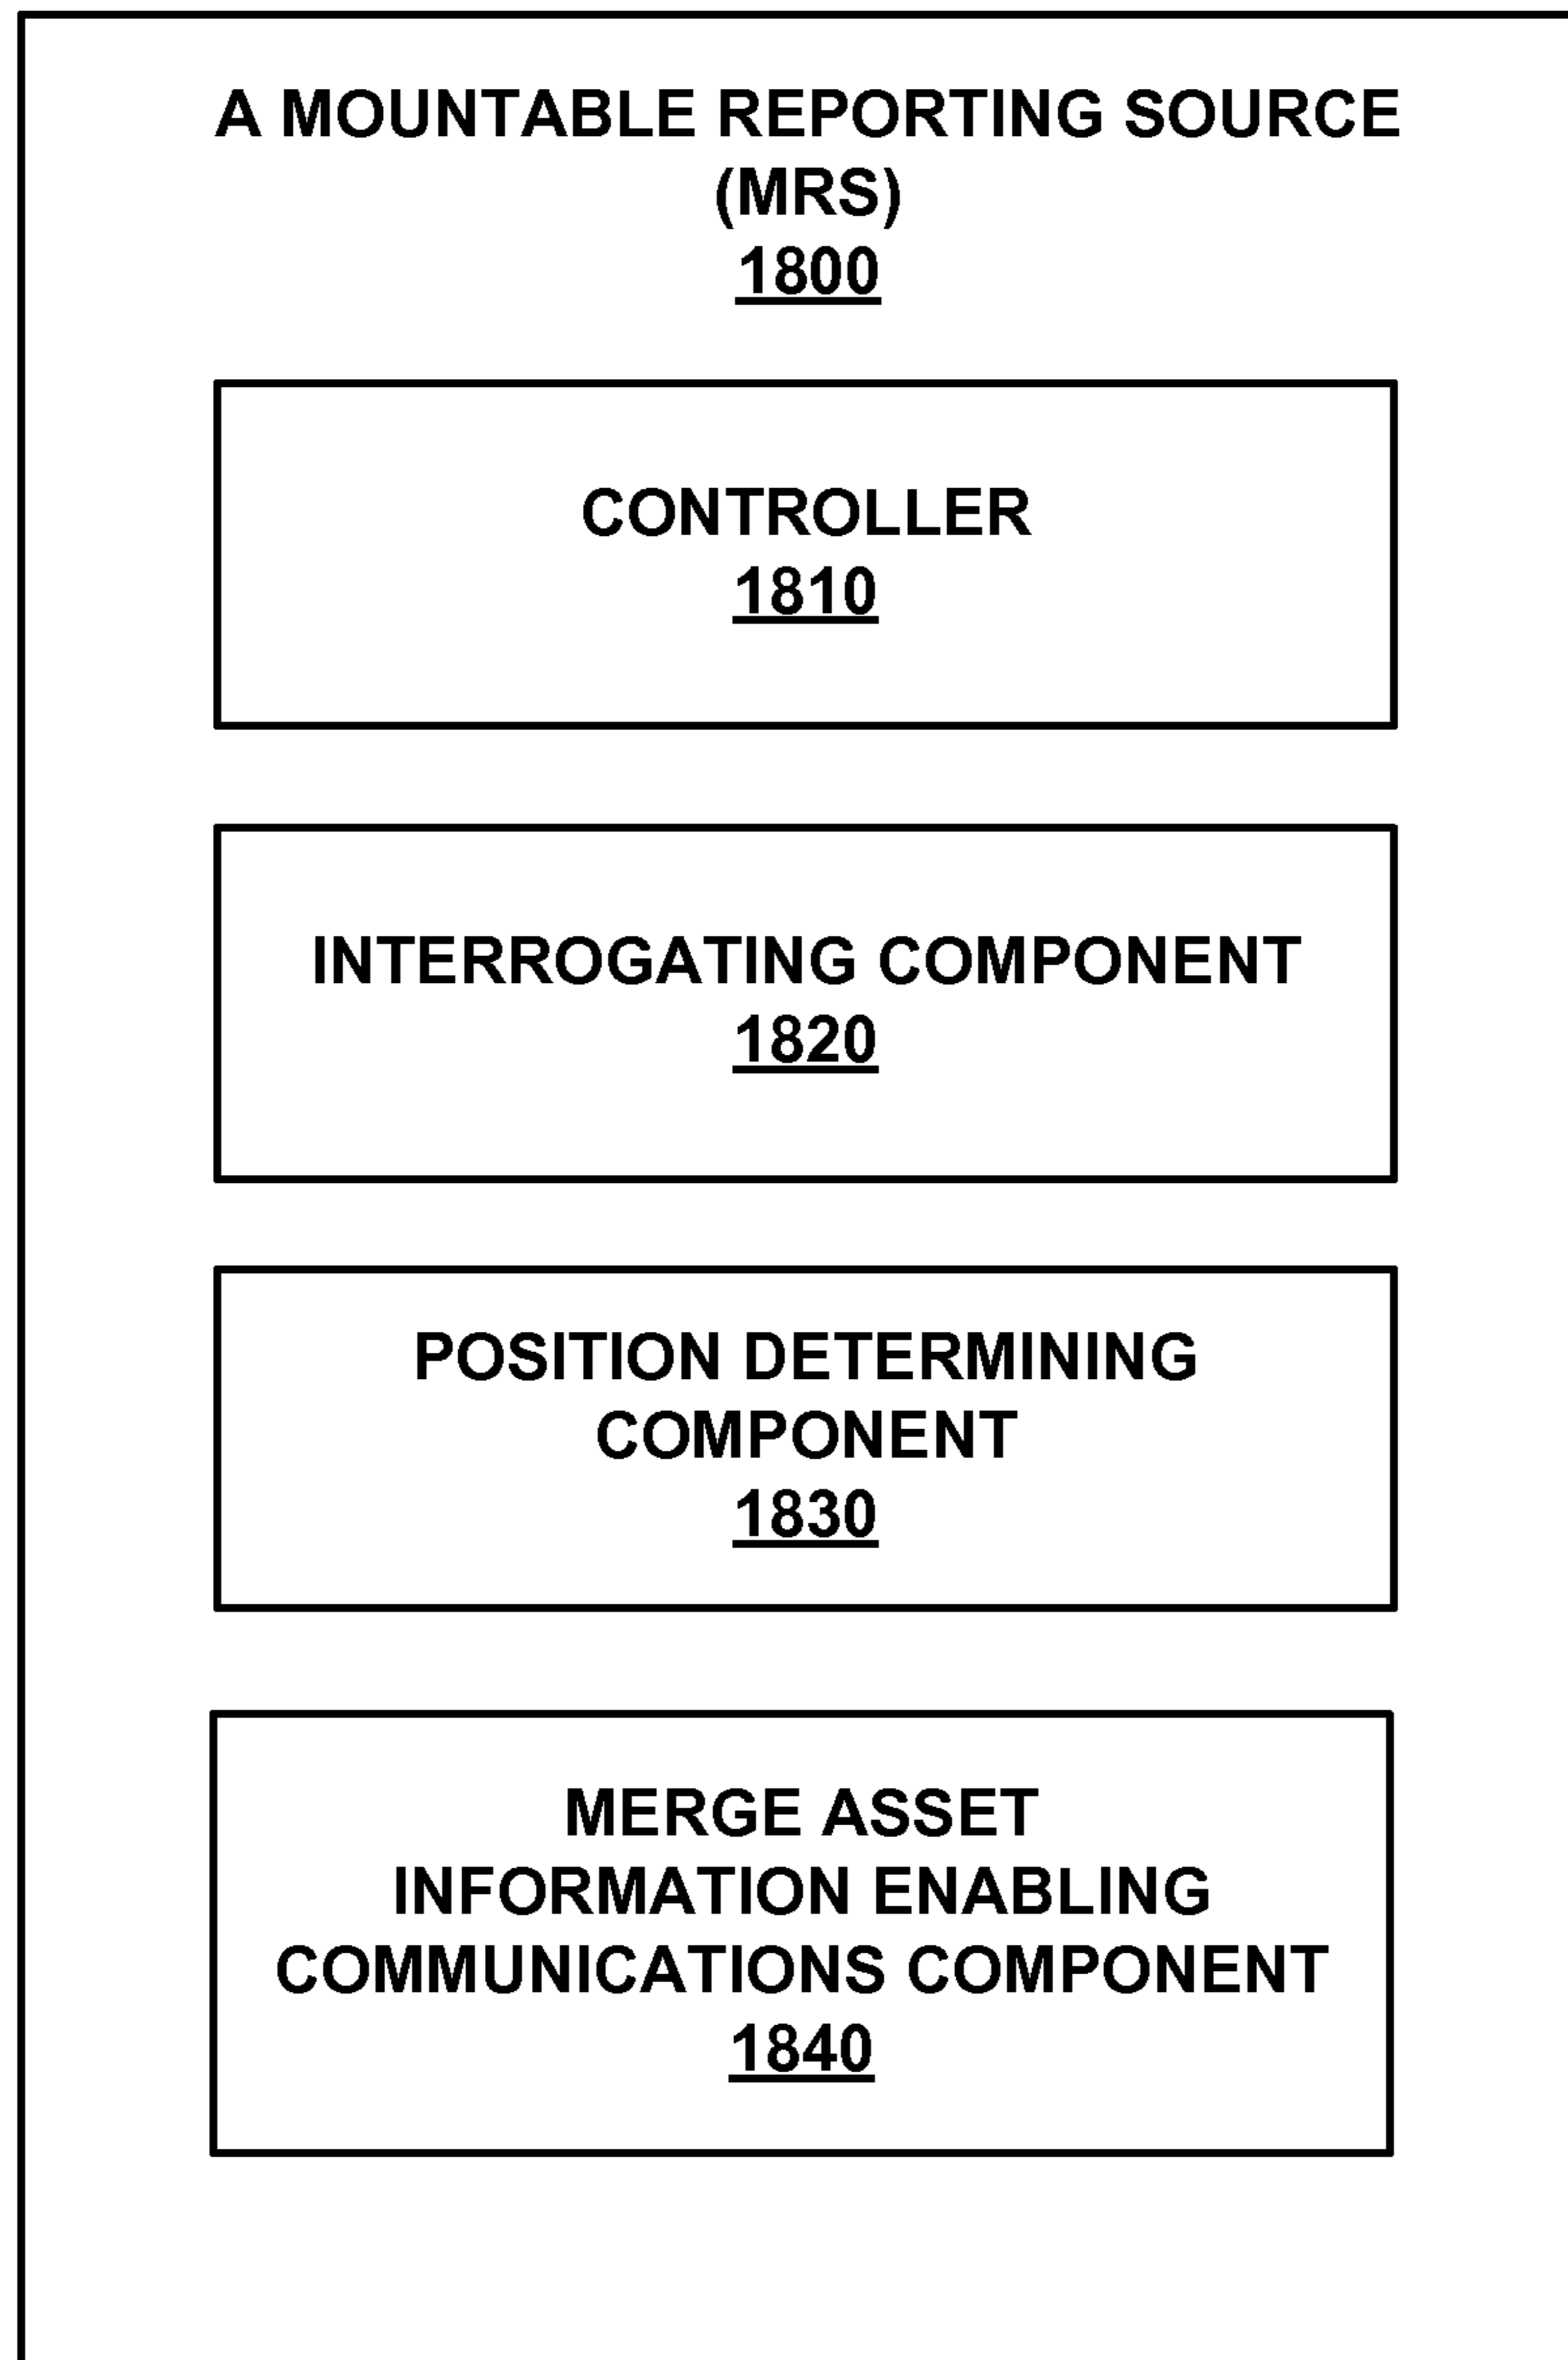 A MOUNTABLE REPORTING SOURCE
(MRS)
1800
CONTROLLER
1810
INTERROGATING COMPONENT
1820
POSITION DETERMINING
COMPONENT
1830
MERGE ASSET
INFORMATION ENABLING
COMMUNICATIONS COMPONENT
1840